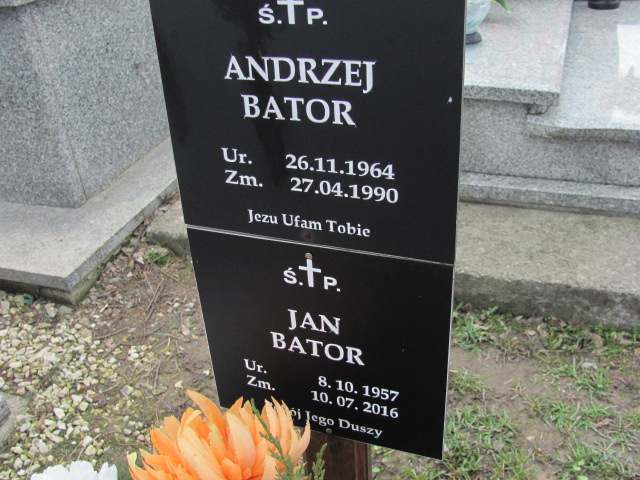 Ś.P.
ANDRZEJ
BATOR
Ur. 26.11.1964
Zm. 27.04.1990
Jezu Ufam Tobie
Ś.P.
JAN
BATOR
Ur. 8. 10. 1957
Zm. 10. 07. 2016
Jego Duszy